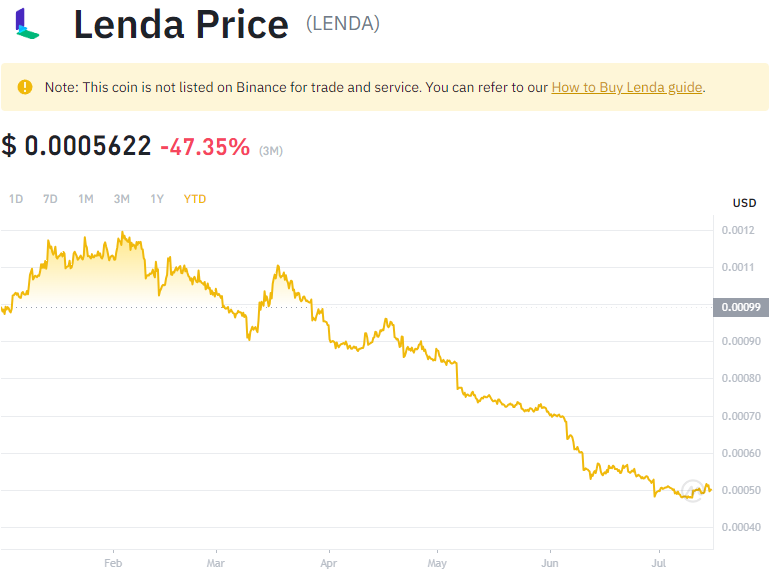 Lenda Price (LENDA)
Note: This coin is not listed on Binance for trade and service. You can refer to our How to Buy Lenda guide.
$ 0.0005622 -47.35% (3M)
1D 7D 1M 3M 1Y YTD
USD
0.0012
0.0011
0.00099
0.00090
0.00080
0.00070
0.00060
0.00050
0.00040
Feb Mar Apr May Jun Jul